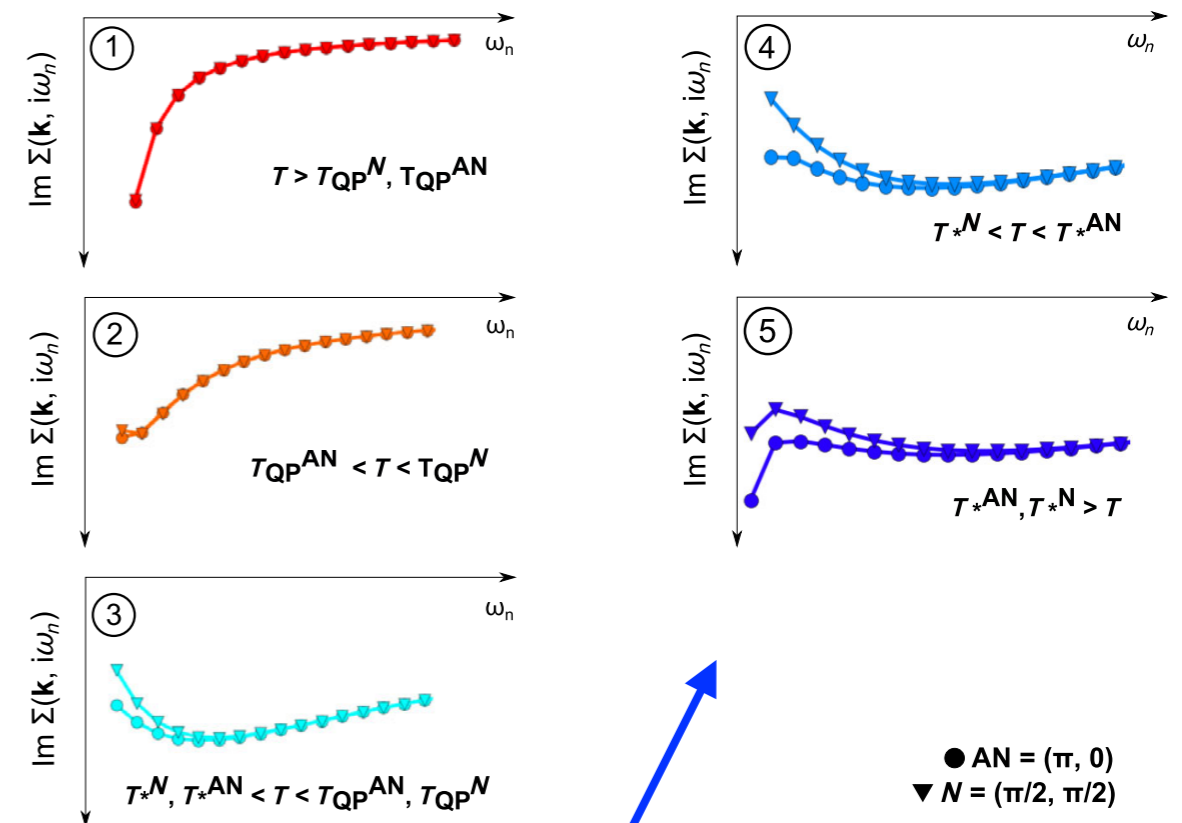 1
ωn
Im Σ(k, iωn)
T > TQP^N, TQP^AN
2
ωn
Im Σ(k, iωn)
TQP^AN < T < TQP^N
3
ωn
Im Σ(k, iωn)
T*^N, T*^AN < T < TQP^AN, TQP^N
4
ωn
Im Σ(k, iωn)
T*^N < T < T*^AN
5
ωn
Im Σ(k, iωn)
T*^AN, T*^N > T
AN = (π, 0)
N = (π/2, π/2)